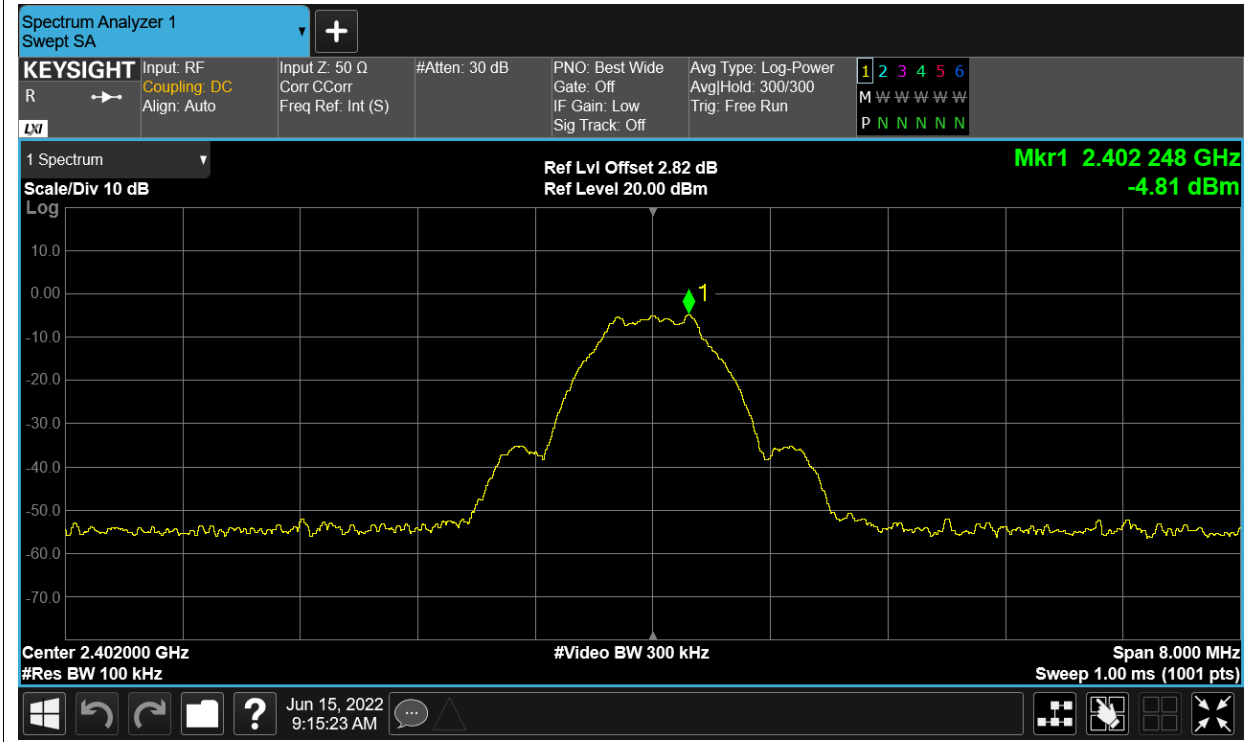 Spectrum Analyzer 1
Swept SA
+
KEYSIGHT Input: RF Input Z: 50 Ω #Atten: 30 dB PNO: Best Wide Avg Type: Log-Power 1 2 3 4 5 6
R Coupling: DC Corr CCorr Gate: Off Avg|Hold: 300/300 M W W W W W
Align: Auto Freq Ref: Int (S) IF Gain: Low Trig: Free Run
LXI Sig Track: Off P N N N N N
1 Spectrum Ref Lvl Offset 2.82 dB Mkr1 2.402 248 GHz
Scale/Div 10 dB Ref Level 20.00 dBm -4.81 dBm
Log
10.0
0.00
1
-10.0
-20.0
-30.0
-40.0
-50.0
-60.0
-70.0
Center 2.402000 GHz #Video BW 300 kHz Span 8.000 MHz
#Res BW 100 kHz Sweep 1.00 ms (1001 pts)
? Jun 15, 2022
9:15:23 AM